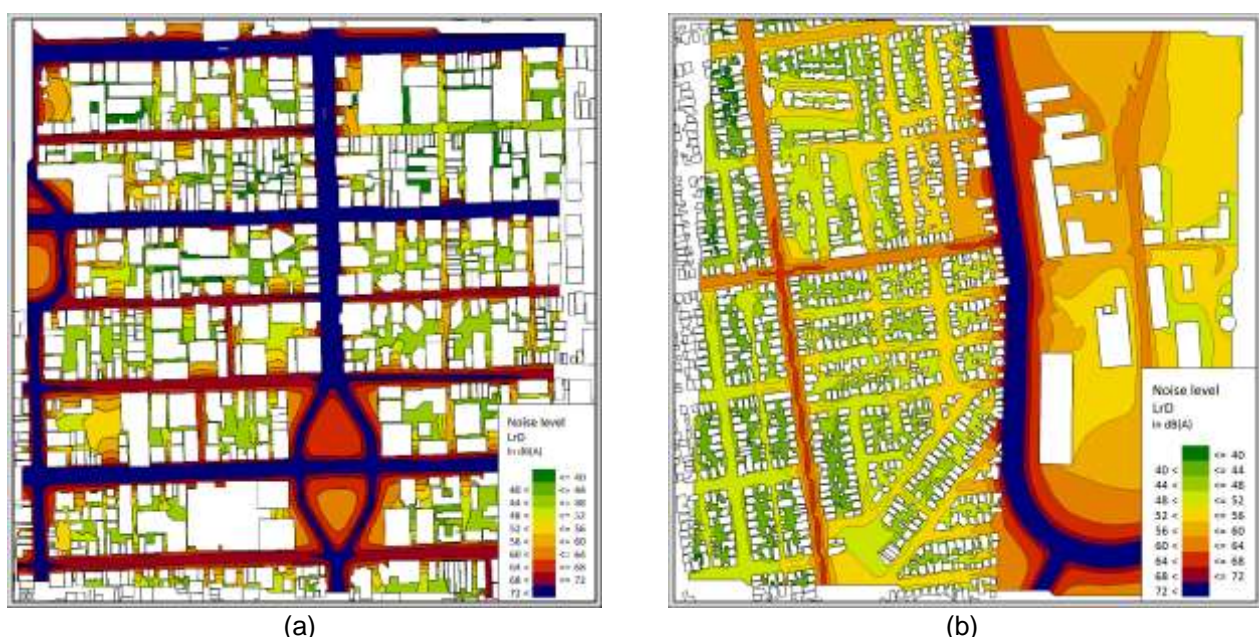 Noise level
LrD
In dB(A)
<= 40
40 < <= 44
44 < <= 48
48 < <= 52
52 < <= 56
56 < <= 60
60 < <= 64
64 < <= 68
68 < <= 72
72 <
Noise level
LrD
In dB(A)
<= 40
40 < <= 44
44 < <= 48
48 < <= 52
52 < <= 56
56 < <= 60
60 < <= 64
64 < <= 68
68 < <= 72
72 <
(a)
(b)